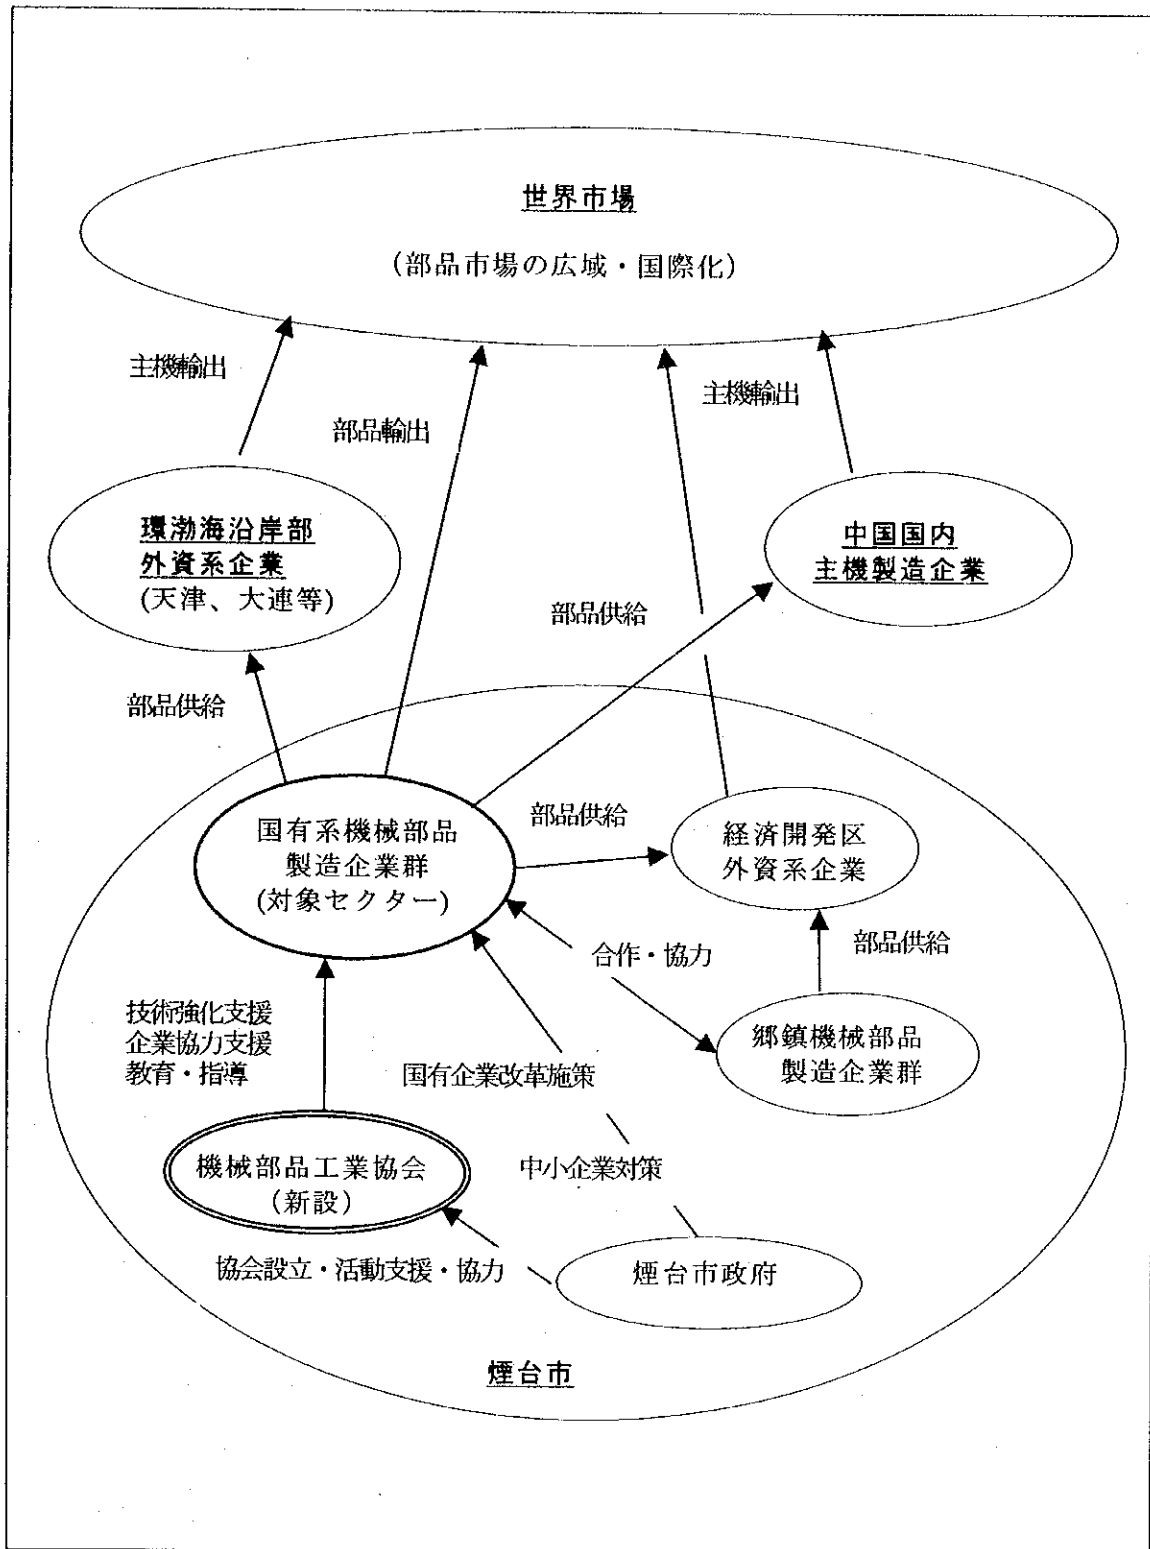 世界市場
（部品市場の広域・国際化）
主機輸出
部品輸出
主機輸出
環渤海沿岸部
外資系企業
(天津、大連等)
中国国内
主機製造企業
部品供給
部品供給
国有系機械部品
製造企業群
(対象セクター)
部品供給
経済開発区
外資系企業
合作・協力
部品供給
技術強化支援
企業協力支援
教育・指導
国有企業改革施策
郷鎮機械部品
製造企業群
機械部品工業協会
（新設）
中小企業対策
協会設立・活動支援・協力
煙台市政府
煙台市